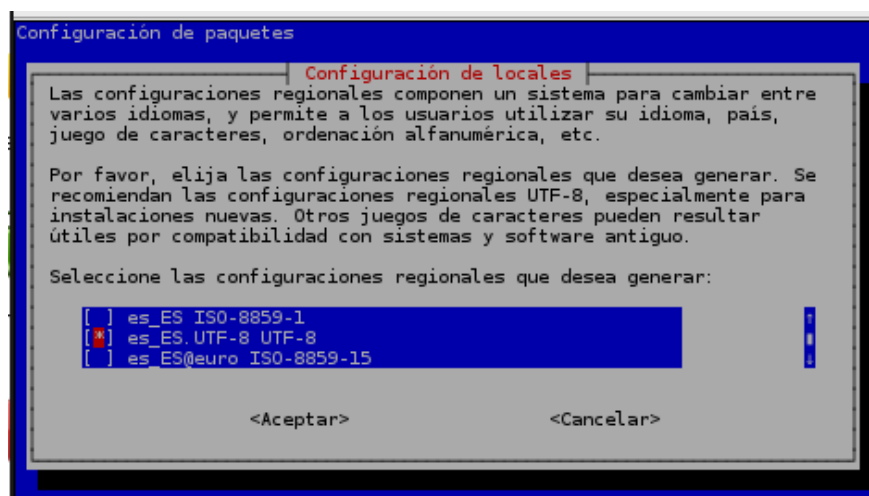 Configuración de paquetes
Configuración de locales
Las configuraciones regionales componen un sistema para cambiar entre
varios idiomas, y permite a los usuarios utilizar su idioma, país,
juego de caracteres, ordenación alfanumérica, etc.
Por favor, elija las configuraciones regionales que desea generar. Se
recomiendan las configuraciones regionales UTF-8, especialmente para
instalaciones nuevas. Otros juegos de caracteres pueden resultar
útiles por compatibilidad con sistemas y software antiguo.
Seleccione las configuraciones regionales que desea generar:
[ ] es_ES ISO-8859-1
[*] es_ES.UTF-8 UTF-8
[ ] es_ES@euro ISO-8859-15
<Aceptar> <Cancelar>